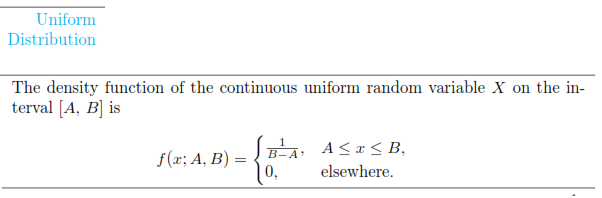 Uniform
Distribution
The density function of the continuous uniform random variable X on the in-
terval [A, B] is
f(x; A, B) = { 1/(B−A), A ≤ x ≤ B,
0, elsewhere.